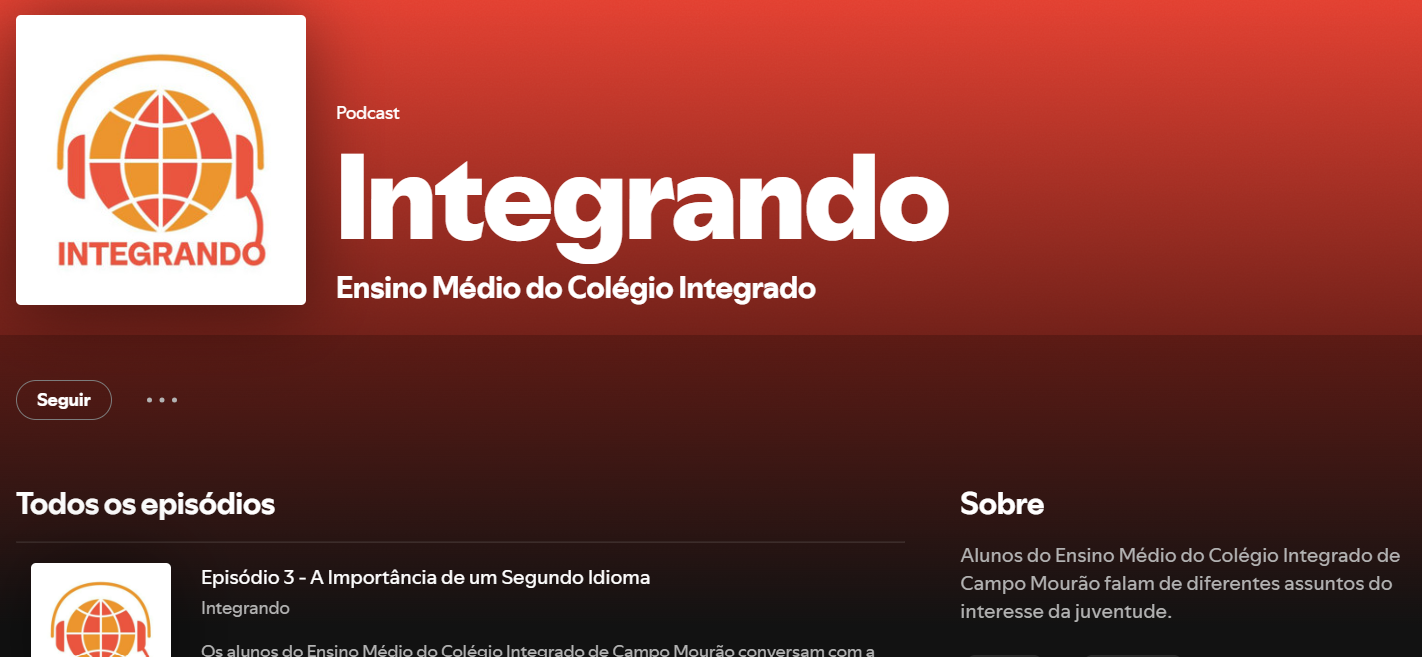 INTEGRANDO
Podcast
Integrando
Ensino Médio do Colégio Integrado
Seguir
Todos os episódios
Episódio 3 - A Importância de um Segundo Idioma
Integrando
Os alunos do Ensino Médio do Colégio Integrado de Campo Mourão conversam com a
Sobre
Alunos do Ensino Médio do Colégio Integrado de
Campo Mourão falam de diferentes assuntos do
interesse da juventude.